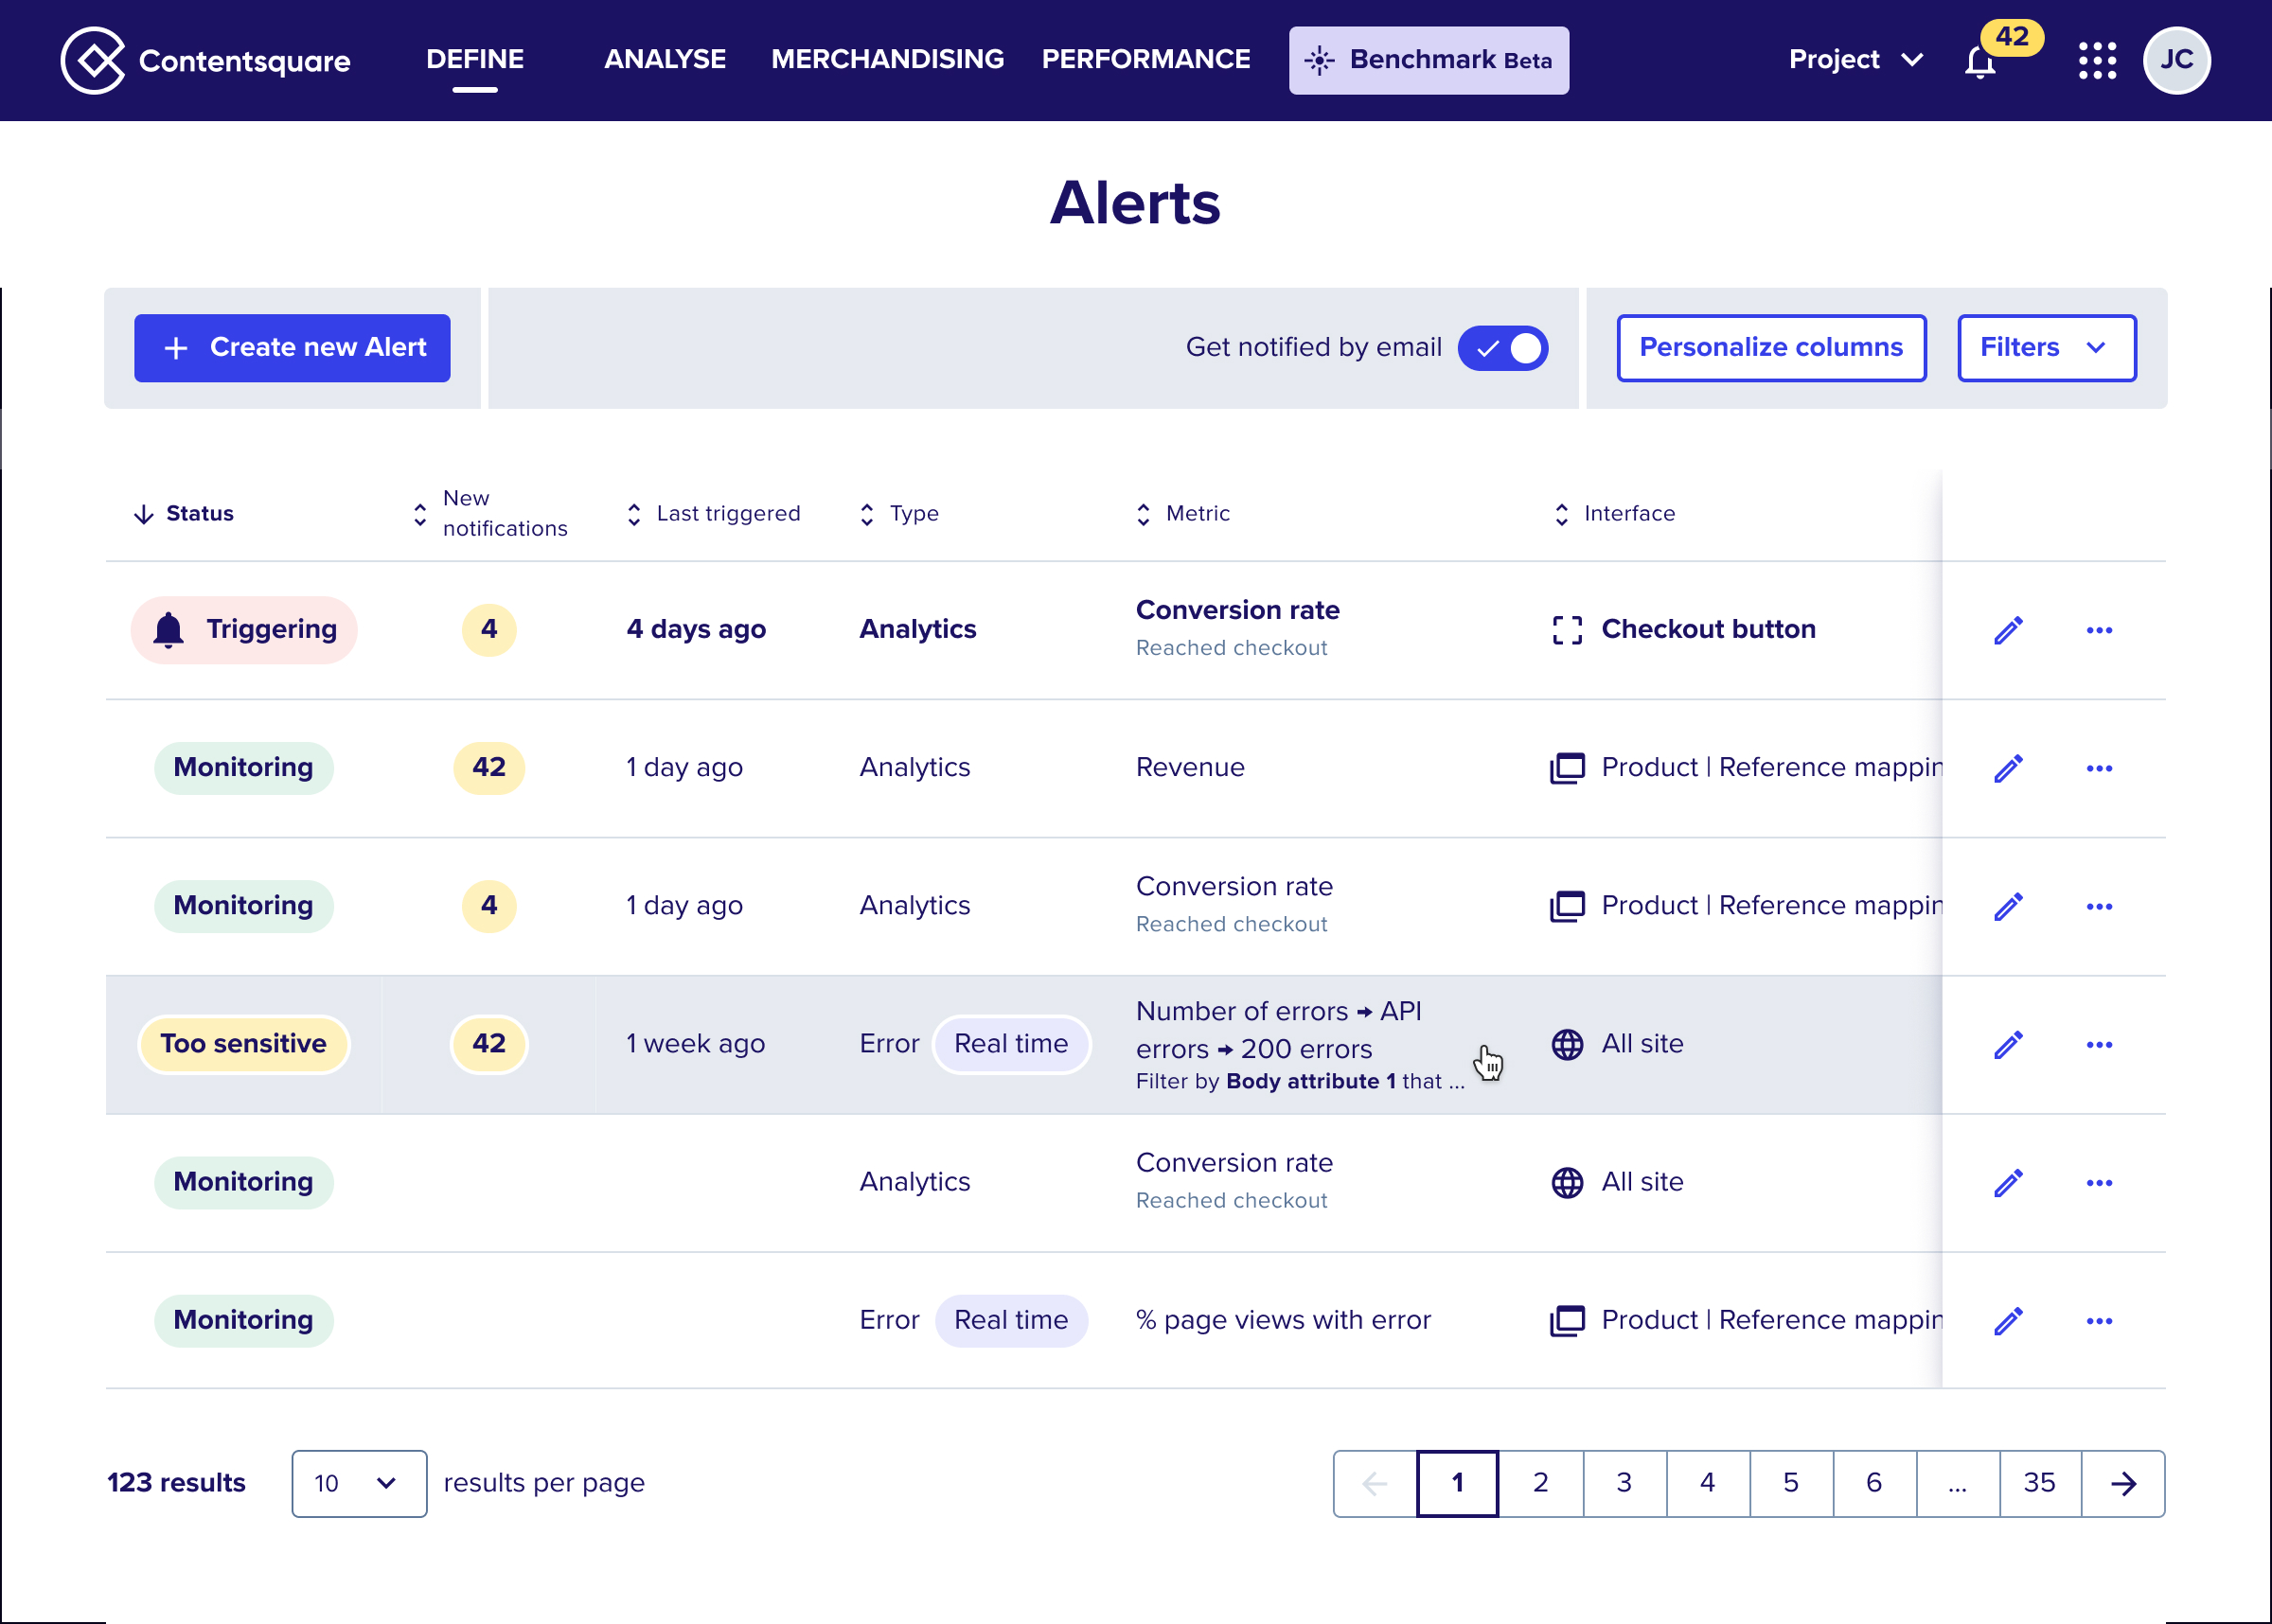 Contentsquare
DEFINE
ANALYSE
MERCHANDISING
PERFORMANCE
Benchmark Beta
Project
42
JC
Alerts
Create new Alert
Get notified by email
Personalize columns
Filters
Status
New
notifications
Last triggered
Type
Metric
Interface
Triggering
4
4 days ago
Analytics
Conversion rate
Reached checkout
Checkout button
Monitoring
42
1 day ago
Analytics
Revenue
Product | Reference mappin
Monitoring
4
1 day ago
Analytics
Conversion rate
Reached checkout
Product | Reference mappin
Too sensitive
42
1 week ago
Error
Real time
Number of errors → API
errors → 200 errors
Filter by Body attribute 1 that ...
All site
Monitoring
Analytics
Conversion rate
Reached checkout
All site
Monitoring
Error
Real time
% page views with error
Product | Reference mappin
123 results
10
results per page
1
2
3
4
5
6
...
35